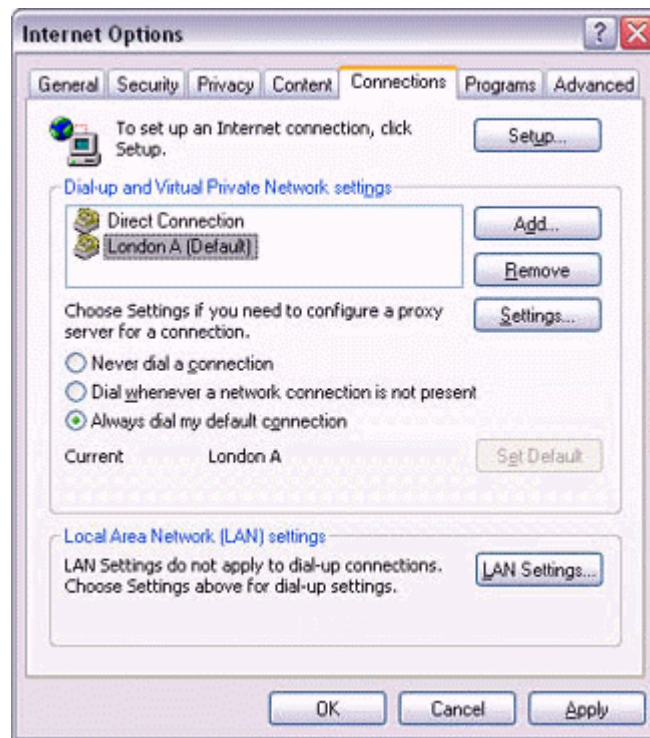 Internet Options
General Security Privacy Content Connections Programs Advanced
To set up an Internet connection, click
Setup.
Setup...
Dial-up and Virtual Private Network settings
Direct Connection
London A (Default)
Add...
Remove
Choose Settings if you need to configure a proxy
server for a connection.
Settings...
Never dial a connection
Dial whenever a network connection is not present
Always dial my default connection
Current London A Set Default
Local Area Network (LAN) settings
LAN Settings do not apply to dial-up connections.
Choose Settings above for dial-up settings.
LAN Settings...
OK Cancel Apply